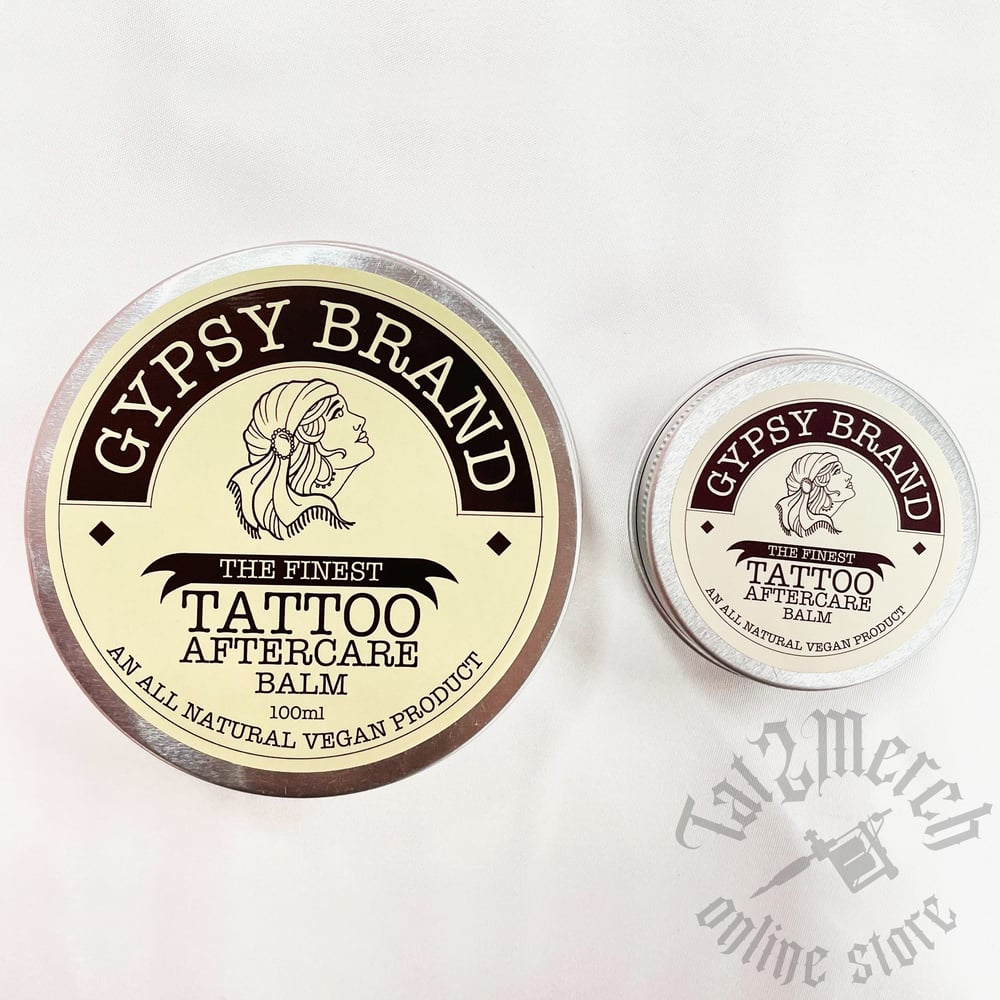 GYPSY BRAND
THE FINEST
TATTOO
AFTERCARE
BALM
100ml
AN ALL NATURAL VEGAN PRODUCT
GYPSY BRAND
THE FINEST
TATTOO
AFTERCARE
BALM
AN ALL NATURAL VEGAN PRODUCT
Tat2Merch
online store